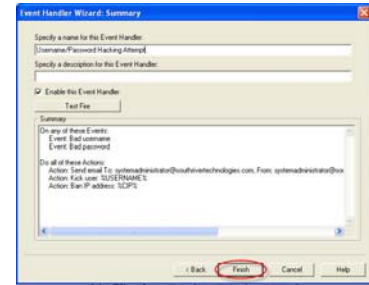 Event Handler Wizard: Summary
Specify a name for this Event Handler:
Username/Password Hacking Attempt
Specify a description for this Event Handler:
Enable this Event Handler
Test Fire
Summary
On any of these Events:
Event: Bad username
Event: Bad password
Do all of these Actions:
Action: Send email To: systemadministrator@southrivertechnologies.com, From: systemadministrator@sou
Action: Kick user: %USERNAME%
Action: Ban IP address: %CIP%
< Back
Finish
Cancel
Help